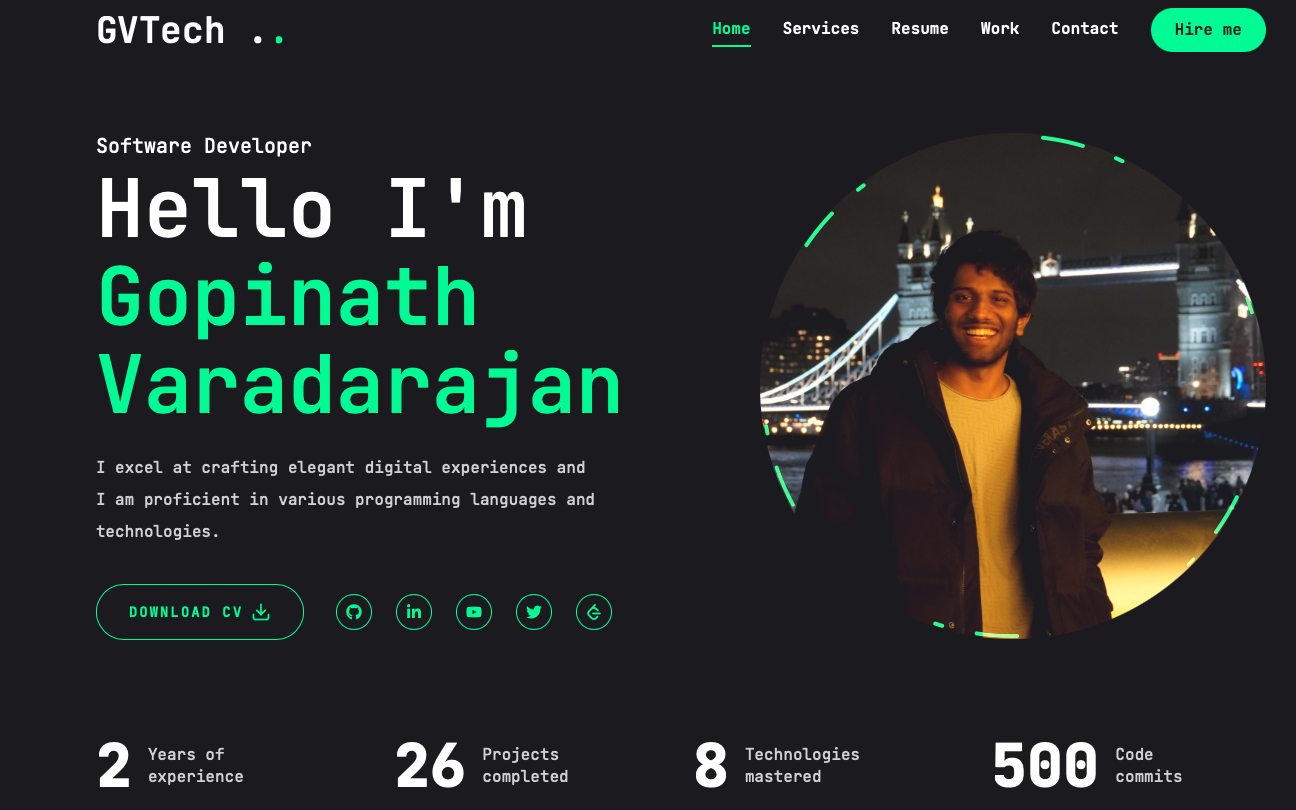 GVTech ..
Home Services Resume Work Contact Hire me
Software Developer
Hello I'm
Gopinath
Varadarajan
I excel at crafting elegant digital experiences and
I am proficient in various programming languages and
technologies.
DOWNLOAD CV
2 Years of experience
26 Projects completed
8 Technologies mastered
500 Code commits